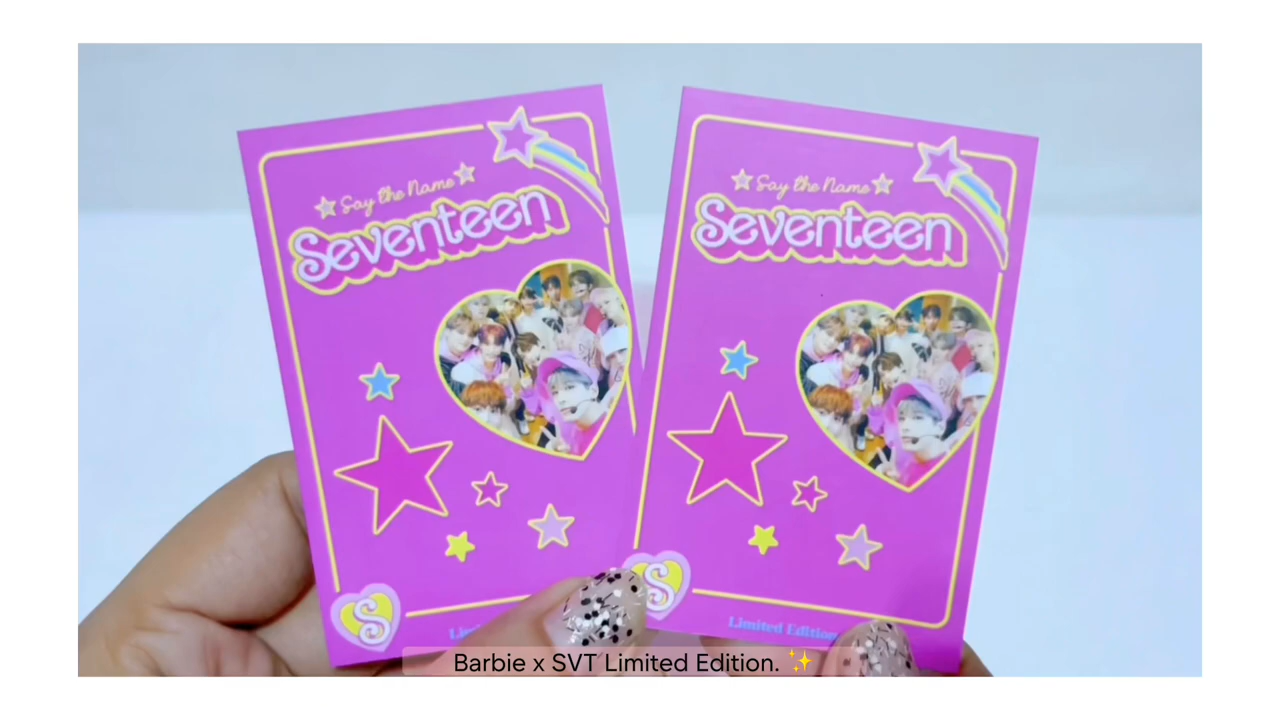 Say the Name
Seventeen
S
Say the Name
Seventeen
S
Limited Edition
Barbie x SVT Limited Edition. ✨